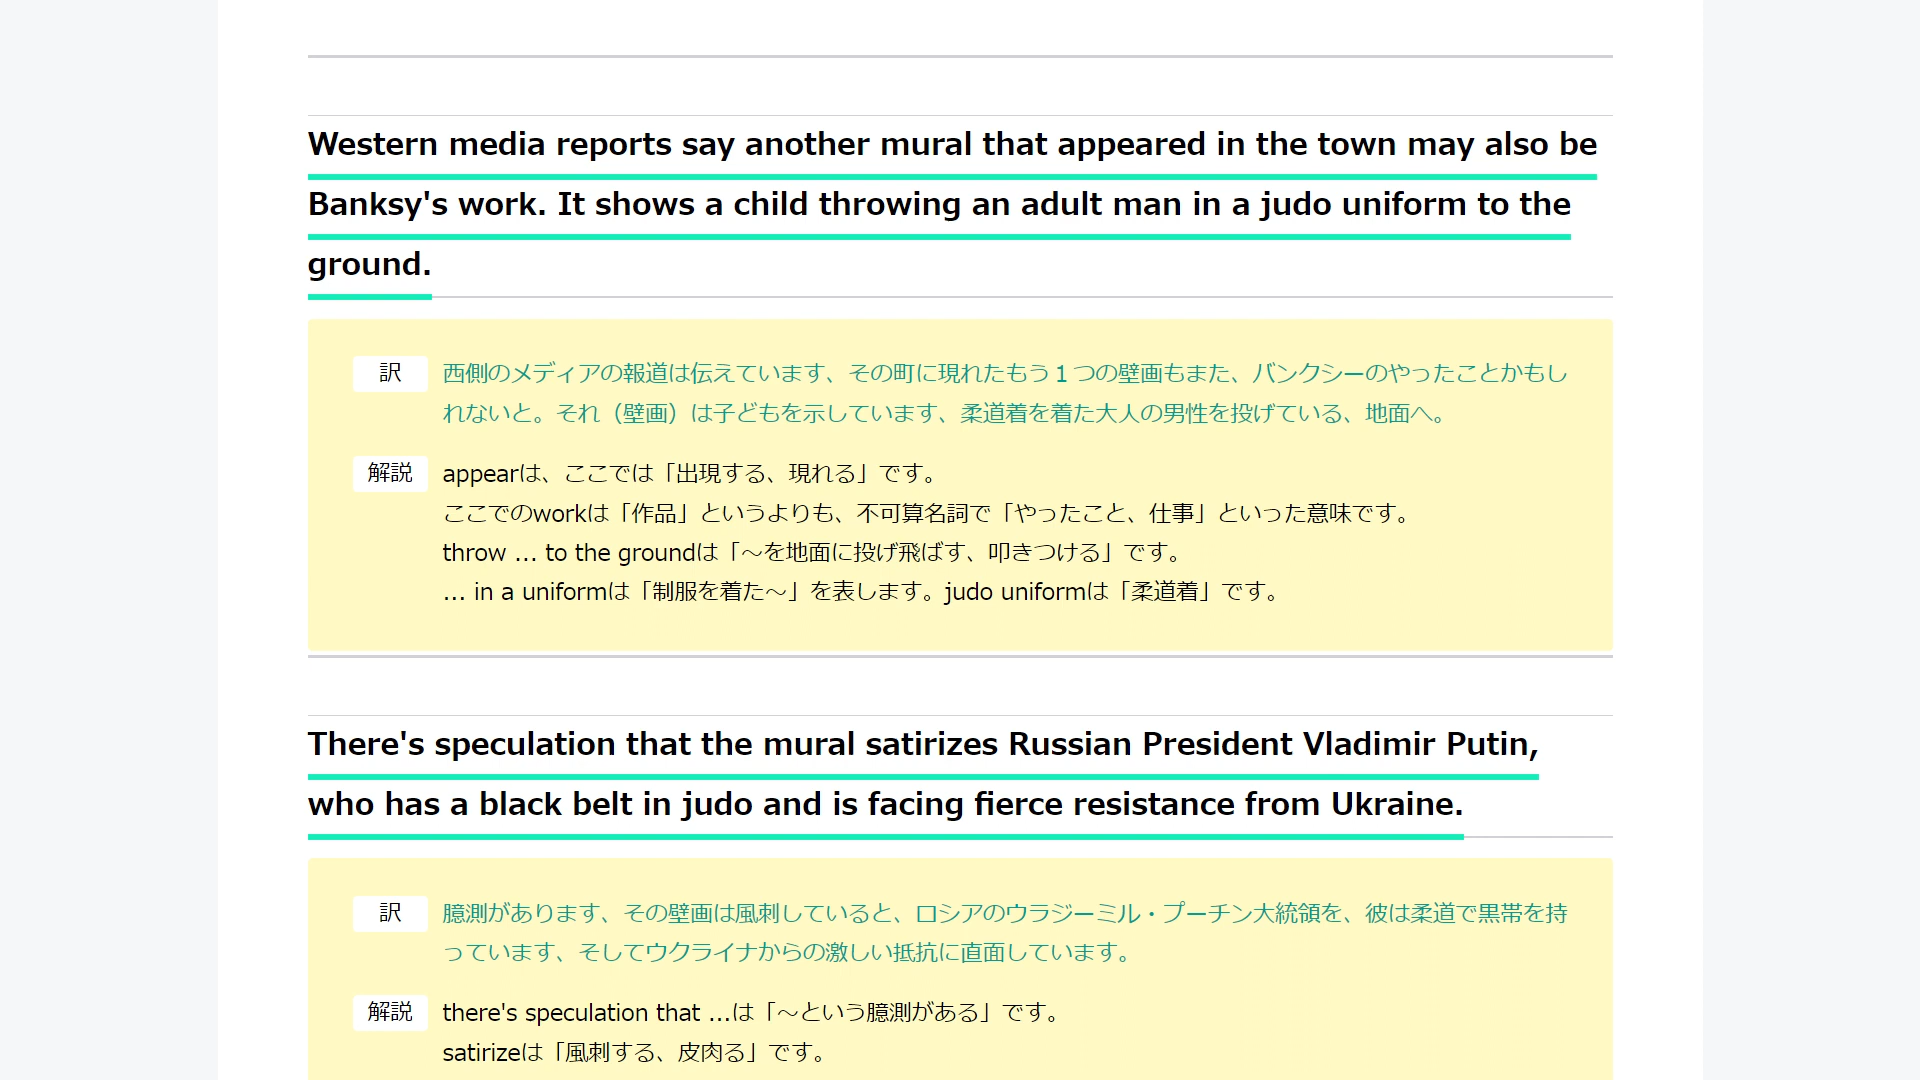 Western media reports say another mural that appeared in the town may also be
Banksy's work. It shows a child throwing an adult man in a judo uniform to the
ground.
訳
西側のメディアの報道は伝えています、その町に現れたもう１つの壁画もまた、バンクシーのやったことかもし
れないと。それ（壁画）は子どもを示しています、柔道着を着た大人の男性を投げている、地面へ。
解説
appearは、ここでは「出現する、現れる」です。
ここでのworkは「作品」というよりも、不可算名詞で「やったこと、仕事」といった意味です。
throw ... to the groundは「～を地面に投げ飛ばす、叩きつける」です。
... in a uniformは「制服を着た～」を表します。judo uniformは「柔道着」です。
There's speculation that the mural satirizes Russian President Vladimir Putin,
who has a black belt in judo and is facing fierce resistance from Ukraine.
訳
臆測があります、その壁画は風刺していると、ロシアのウラジーミル・プーチン大統領を、彼は柔道で黒帯を持
っています、そしてウクライナからの激しい抵抗に直面しています。
解説
there's speculation that ...は「～という臆測がある」です。
satirizeは「風刺する、皮肉る」です。